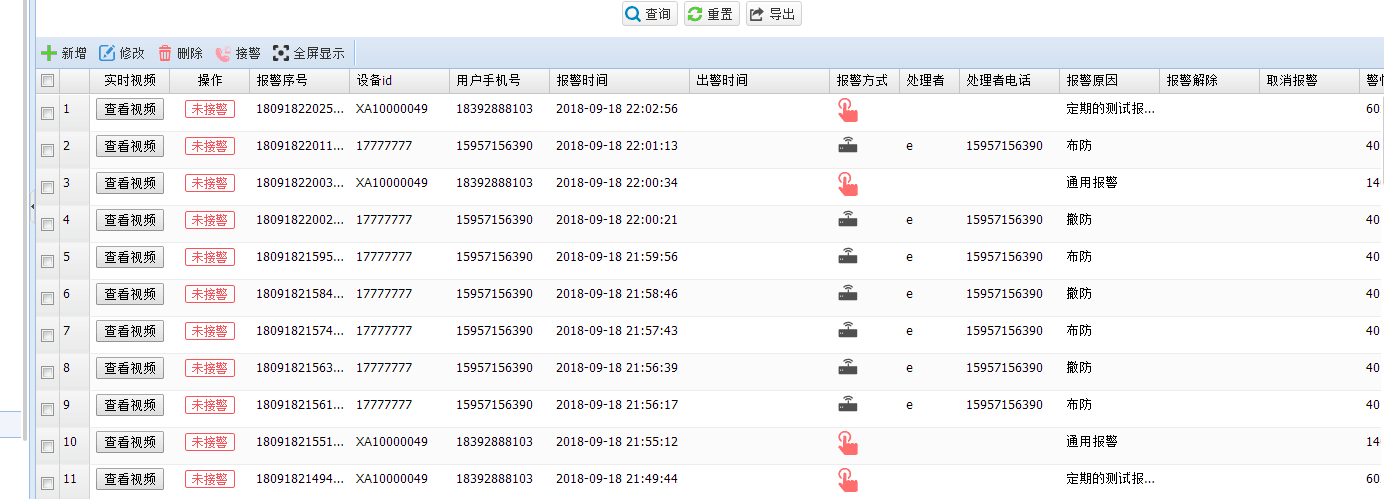 查询 重置 导出
新增 修改 删除 接警 全屏显示
实时视频 操作 报警序号 设备id 用户手机号 报警时间 出警时间 报警方式 处理者 处理者电话 报警原因 报警解除 取消报警
1 查看视频 未接警 18091822025... XA10000049 18392888103 2018-09-18 22:02:56 定期的测试报... 60
2 查看视频 未接警 18091822011... 17777777 15957156390 2018-09-18 22:01:13 e 15957156390 布防 40
3 查看视频 未接警 18091822003... XA10000049 18392888103 2018-09-18 22:00:34 通用报警 14
4 查看视频 未接警 18091822002... 17777777 15957156390 2018-09-18 22:00:21 e 15957156390 撤防 40
5 查看视频 未接警 18091821595... 17777777 15957156390 2018-09-18 21:59:56 e 15957156390 布防 40
6 查看视频 未接警 18091821584... 17777777 15957156390 2018-09-18 21:58:46 e 15957156390 撤防 40
7 查看视频 未接警 18091821574... 17777777 15957156390 2018-09-18 21:57:43 e 15957156390 布防 40
8 查看视频 未接警 18091821563... 17777777 15957156390 2018-09-18 21:56:39 e 15957156390 撤防 40
9 查看视频 未接警 18091821561... 17777777 15957156390 2018-09-18 21:56:17 e 15957156390 布防 40
10 查看视频 未接警 18091821551... XA10000049 18392888103 2018-09-18 21:55:12 通用报警 14
11 查看视频 未接警 18091821494... XA10000049 18392888103 2018-09-18 21:49:44 定期的测试报... 60